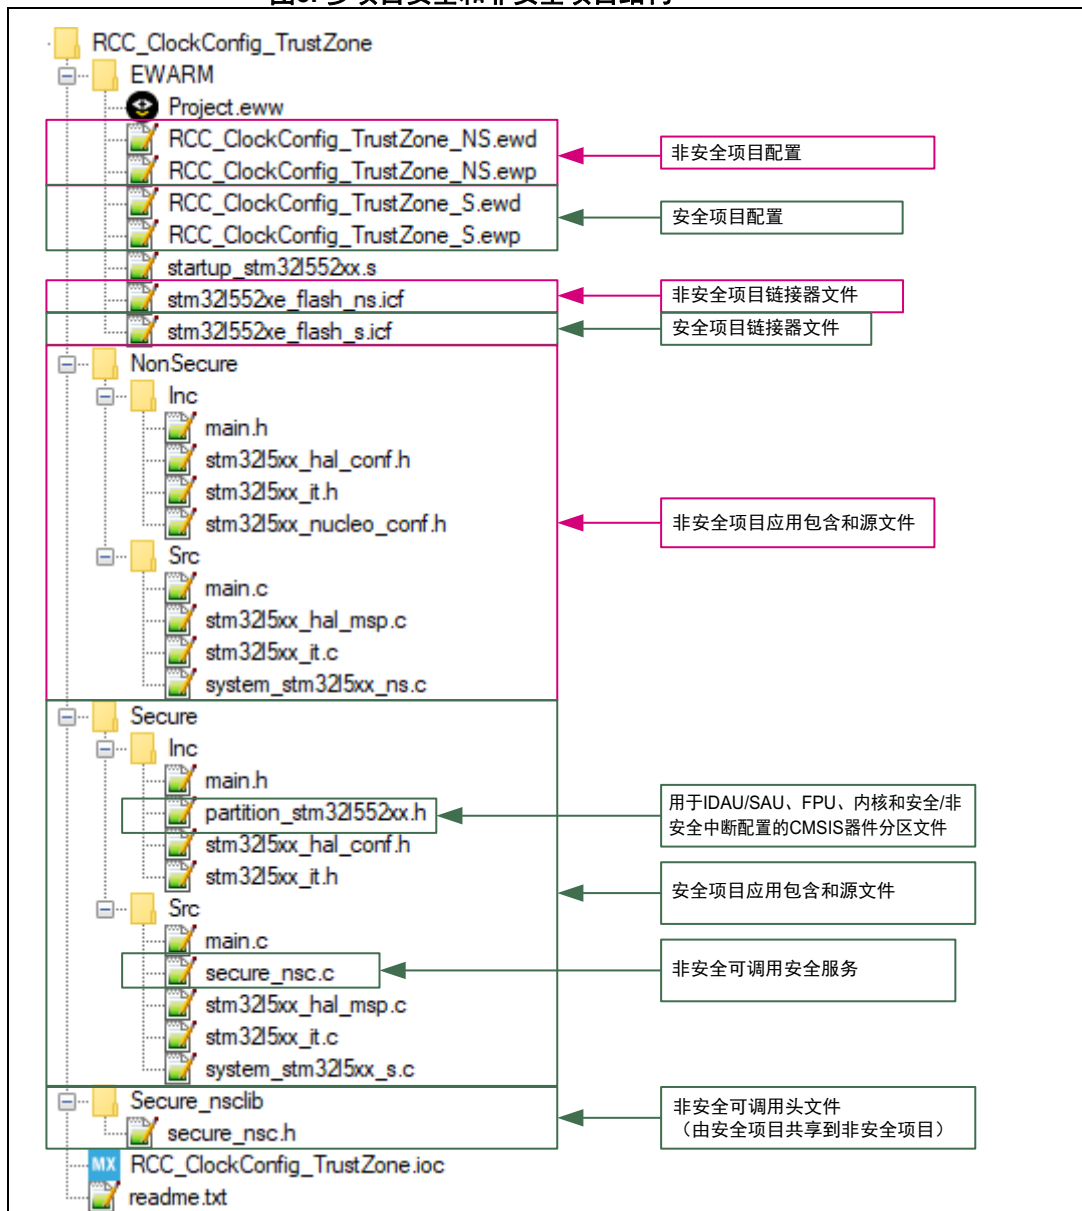 RCC_ClockConfig_TrustZone
EWARM
Project.eww
RCC_ClockConfig_TrustZone_NS.ewd
RCC_ClockConfig_TrustZone_NS.ewp
非安全项目配置
RCC_ClockConfig_TrustZone_S.ewd
RCC_ClockConfig_TrustZone_S.ewp
安全项目配置
startup_stm32l552xx.s
stm32l552xe_flash_ns.icf
非安全项目链接器文件
stm32l552xe_flash_s.icf
安全项目链接器文件
NonSecure
Inc
main.h
stm32l5xx_hal_conf.h
stm32l5xx_it.h
stm32l5xx_nucleo_conf.h
非安全项目应用包含和源文件
Src
main.c
stm32l5xx_hal_msp.c
stm32l5xx_it.c
system_stm32l5xx_ns.c
Secure
Inc
main.h
partition_stm32l552xx.h
用于IDAU/SAU、FPU、内核和安全/非
安全中断配置的CMSIS器件分区文件
stm32l5xx_hal_conf.h
stm32l5xx_it.h
安全项目应用包含和源文件
Src
main.c
secure_nsc.c
非安全可调用安全服务
stm32l5xx_hal_msp.c
stm32l5xx_it.c
system_stm32l5xx_s.c
Secure_nsclib
secure_nsc.h
非安全可调用头文件
（由安全项目共享到非安全项目）
MX RCC_ClockConfig_TrustZone.ioc
readme.txt